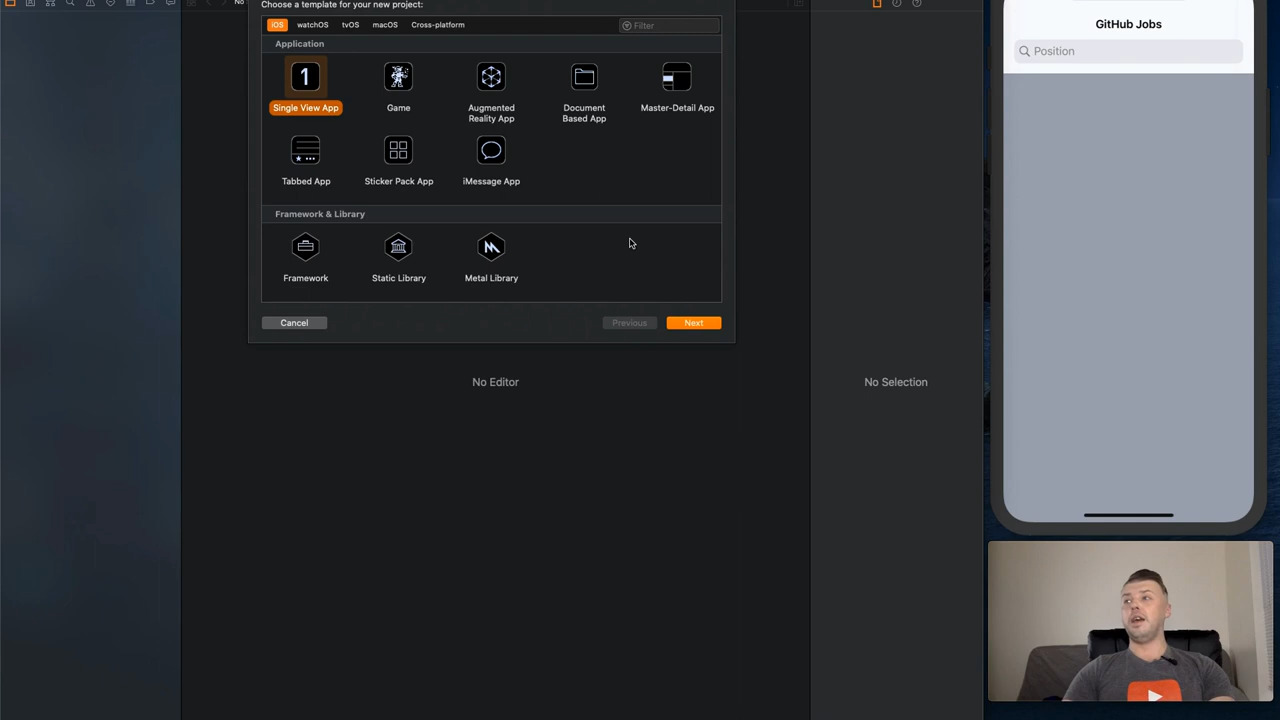 No
Choose a template for your new project:
iOS
watchOS
tvOS
macOS
Cross-platform
Filter
Application
1
Single View App
Game
Augmented
Reality App
Document
Based App
Master-Detail App
Tabbed App
Sticker Pack App
iMessage App
Framework & Library
Framework
Static Library
Metal Library
Cancel
Previous
Next
No Editor
No Selection
GitHub Jobs
Position